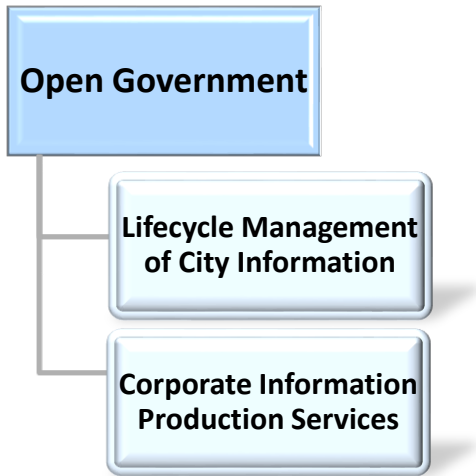 Open Government
Lifecycle Management
of City Information
Corporate Information
Production Services